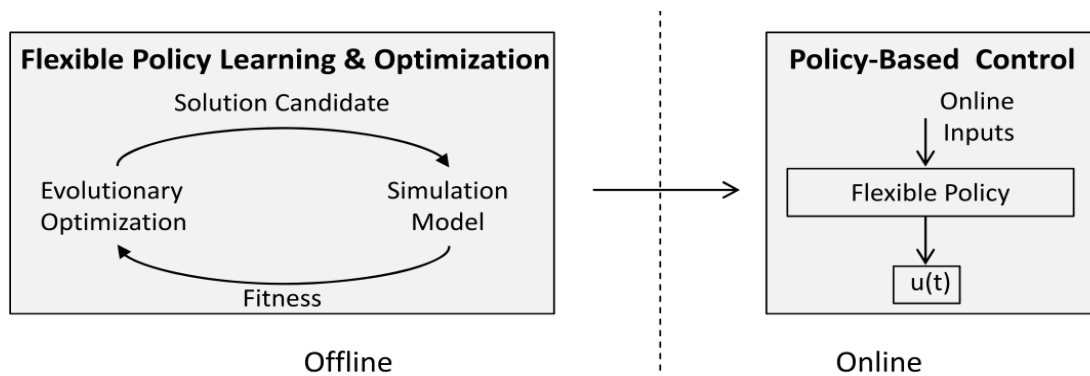 Flexible Policy Learning & Optimization
Solution Candidate
Evolutionary
Optimization
Simulation
Model
Fitness
Offline
Policy-Based Control
Online
Inputs
Flexible Policy
u(t)
Online